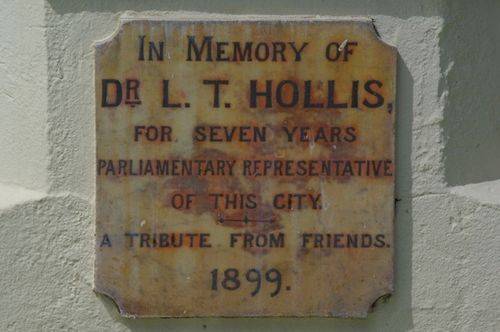 IN MEMORY OF
DR L. T. HOLLIS,
FOR SEVEN YEARS
PARLIAMENTARY REPRESENTATIVE
OF THIS CITY.
A TRIBUTE FROM FRIENDS.
1899.